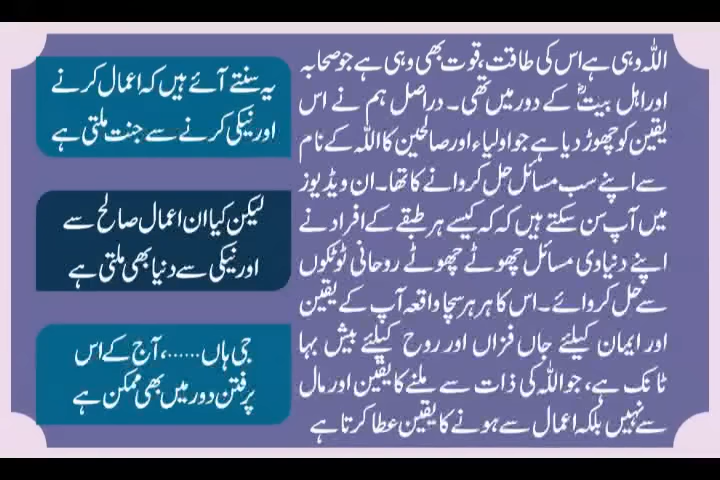 اللہ وہی ہے اس کی طاقت، قوت بھی وہی ہے جو صحابہ
اور اہل بیتؓ کے دور میں تھی۔ دراصل ہم نے اس
یقین کو چھوڑ دیا ہے جو اولیاء اور صالحین کا اللہ کے نام
سے اپنے سب مسائل حل کروانے کا تھا۔ ان ویڈیوز
میں آپ سن سکتے ہیں کہ کہ کیسے ہر طبقے کے افراد نے
اپنے دنیاوی مسائل چھوٹے چھوٹے روحانی ٹوٹکوں
سے حل کروائے۔ اس کا ہر ہر سچا واقعہ آپ کے یقین
اور ایمان کیلئے جاں فزاں اور روح کیلئے بیش بہا
ٹانک ہے، جو اللہ کی ذات سے ملنے کا یقین اور مال
سے نہیں بلکہ اعمال سے ہونے کا یقین عطا کرتا ہے
یہ سنتے آئے ہیں کہ اعمال کرنے
اور نیکی کرنے سے جنت ملتی ہے
لیکن کیا ان اعمال صالح سے
اور نیکی سے دنیا بھی ملتی ہے
جی ہاں......، آج کے اس
پر فتن دور میں بھی ممکن ہے